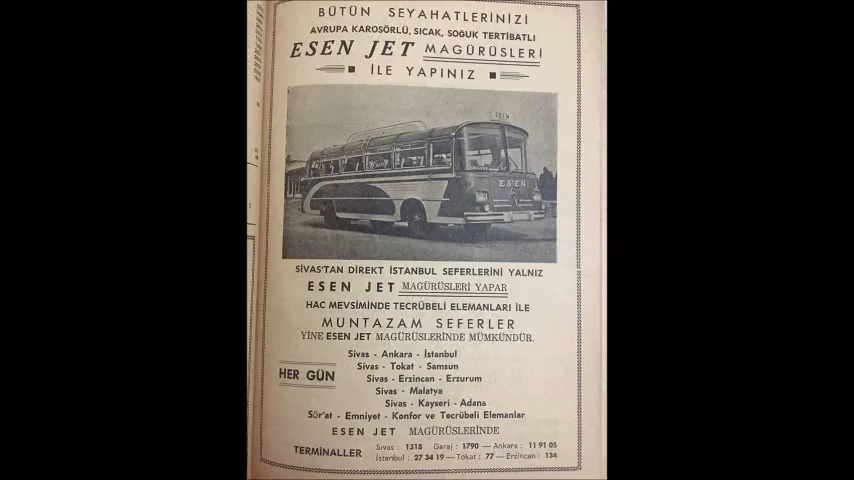 BÜTÜN SEYAHATLERİNİZİ
AVRUPA KAROSÖRLÜ, SICAK, SOĞUK TERTİBATLI
ESEN JET MAGÜRÜSLERİ
İLE YAPINIZ
ESEN
ESEN
SİVAS'TAN DİREKT İSTANBUL SEFERLERİNİ YALNIZ
ESEN JET MAGÜRÜSLERİ YAPAR
HAC MEVSİMİNDE TECRÜBELİ ELEMANLARI İLE
MUNTAZAM SEFERLER
YİNE ESEN JET MAGÜRÜSLERİNDE MÜMKÜNDÜR.
HER GÜN
Sivas - Ankara - İstanbul
Sivas - Tokat - Samsun
Sivas - Erzincan - Erzurum
Sivas - Malatya
Sivas - Kayseri - Adana
Sür'at - Emniyet - Konfor ve Tecrübeli Elemanlar
ESEN JET MAGÜRÜSLERİNDE
TERMİNALLER
Sivas : 1318 Garaj : 1790 — Ankara : 11 91 05
İstanbul : 27 34 19 — Tokat : 77 — Erzincan : 134